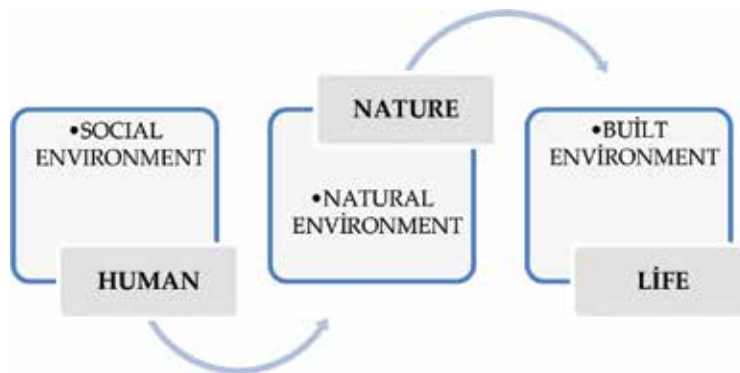 •SOCIAL
ENVIRONMENT
HUMAN
NATURE
•NATURAL
ENVİRONMENT
•BUİLT
ENVİRONMENT
LİFE